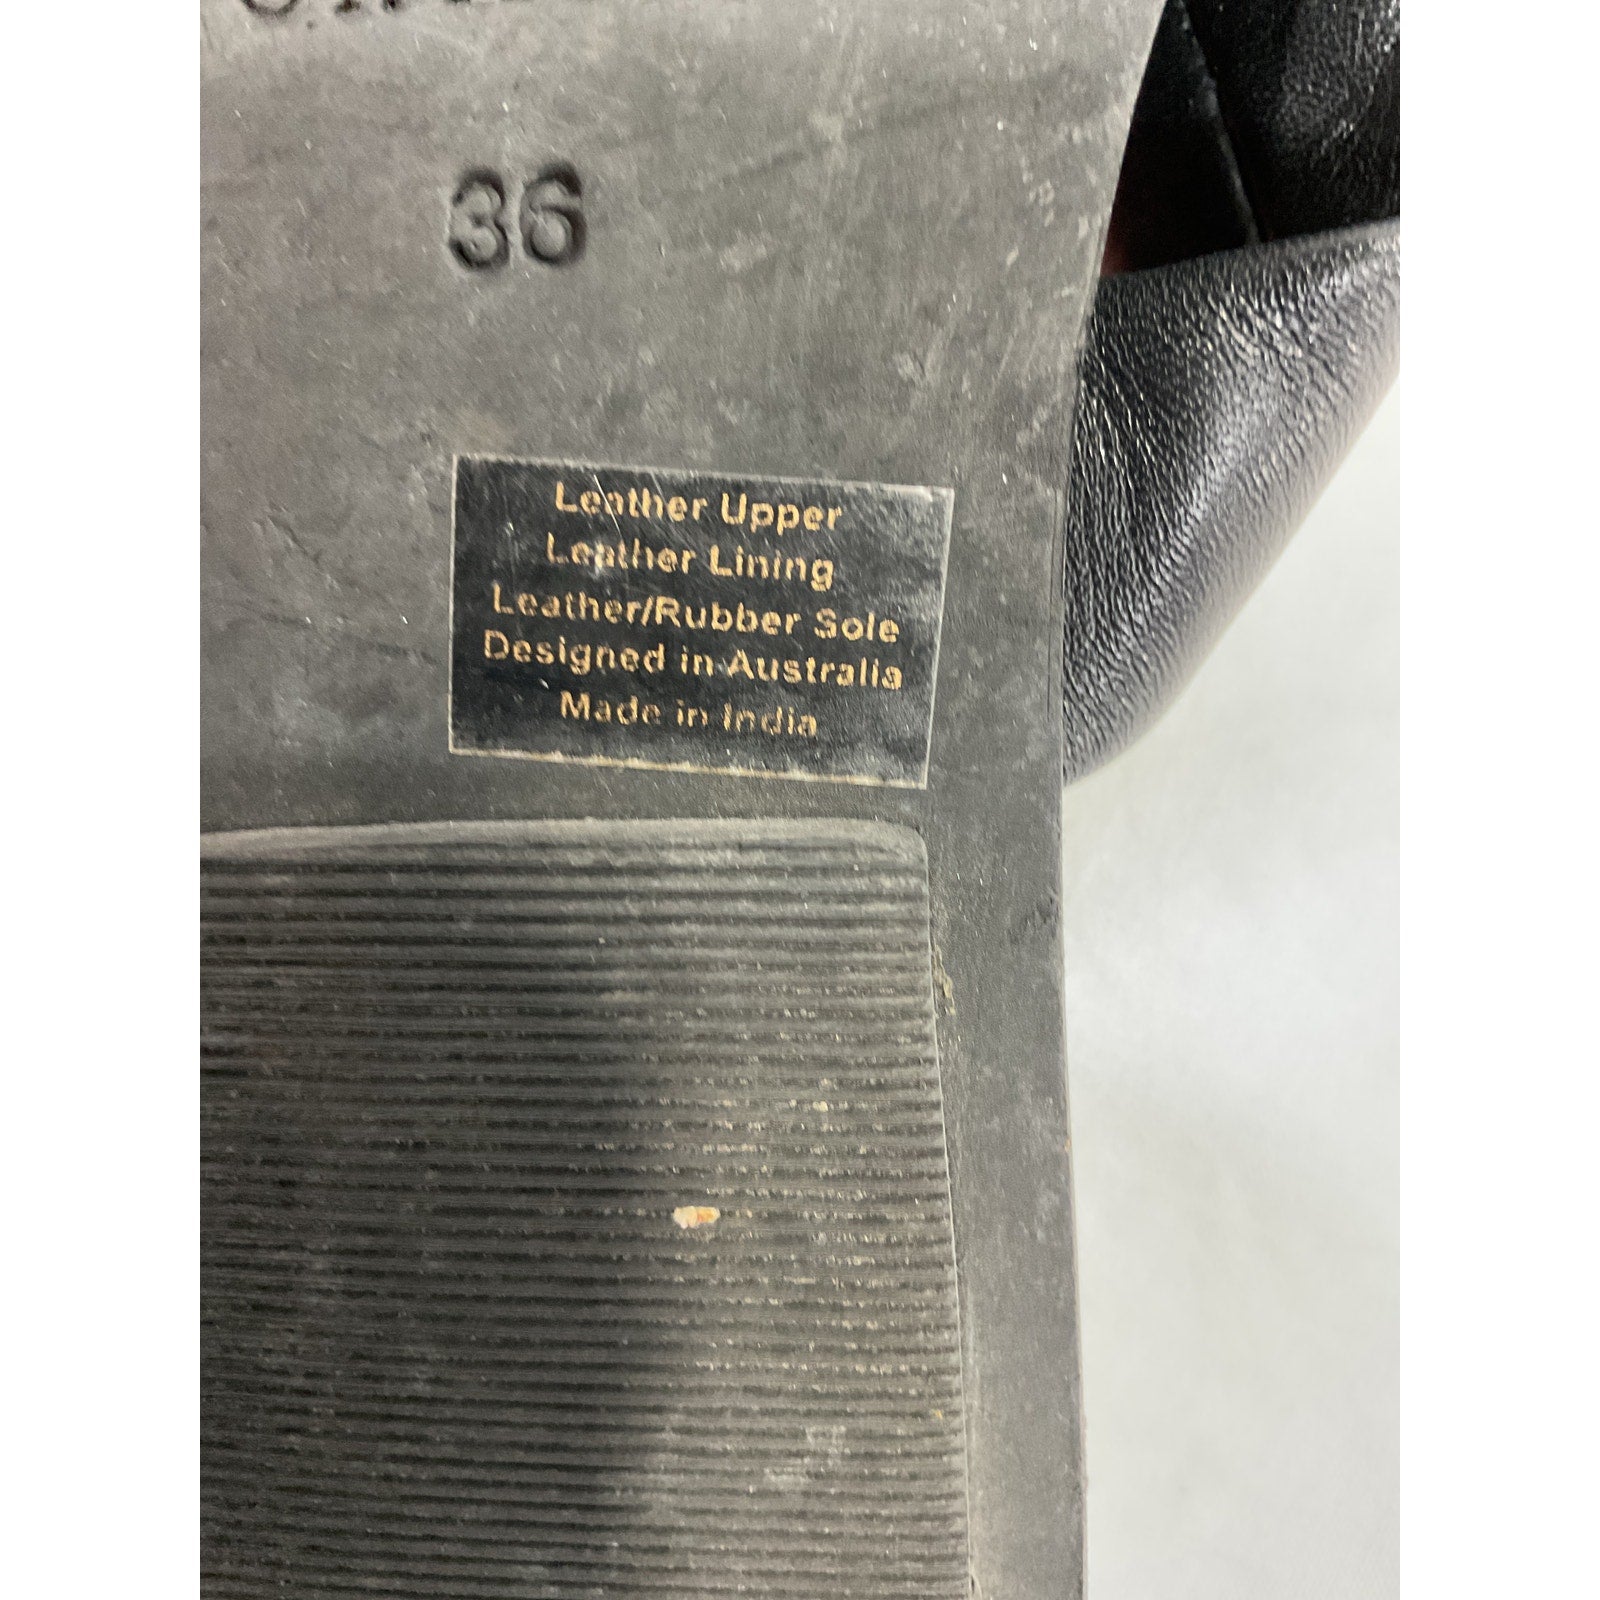 36
Leather Upper
Leather Lining
Leather/Rubber Sole
Designed in Australia
Made in India